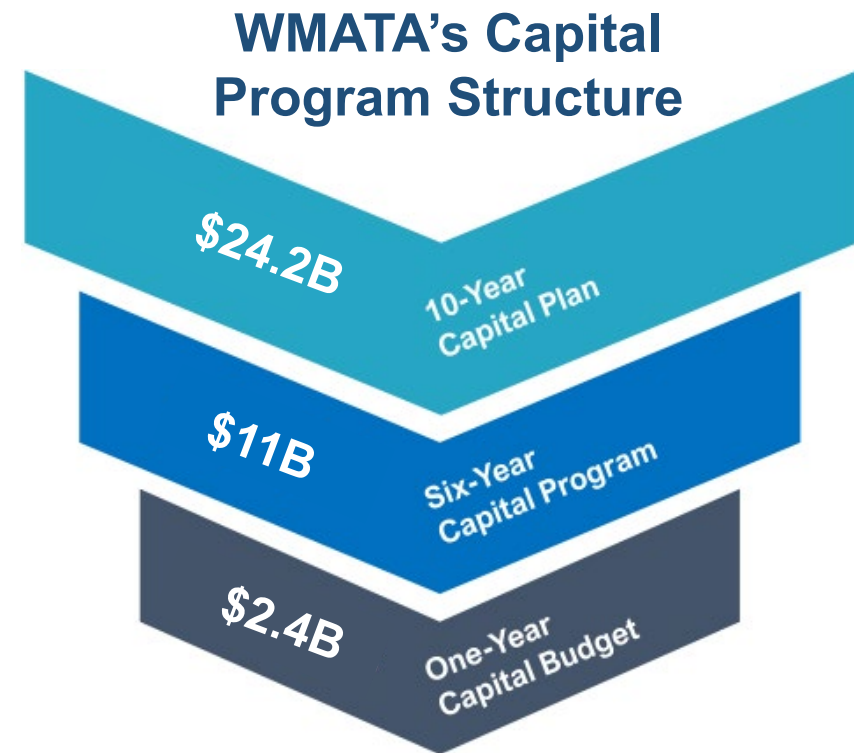 WMATA’s Capital
Program Structure
$24.2B
10-Year
Capital Plan
$11B
Six-Year
Capital Program
$2.4B
One-Year
Capital Budget